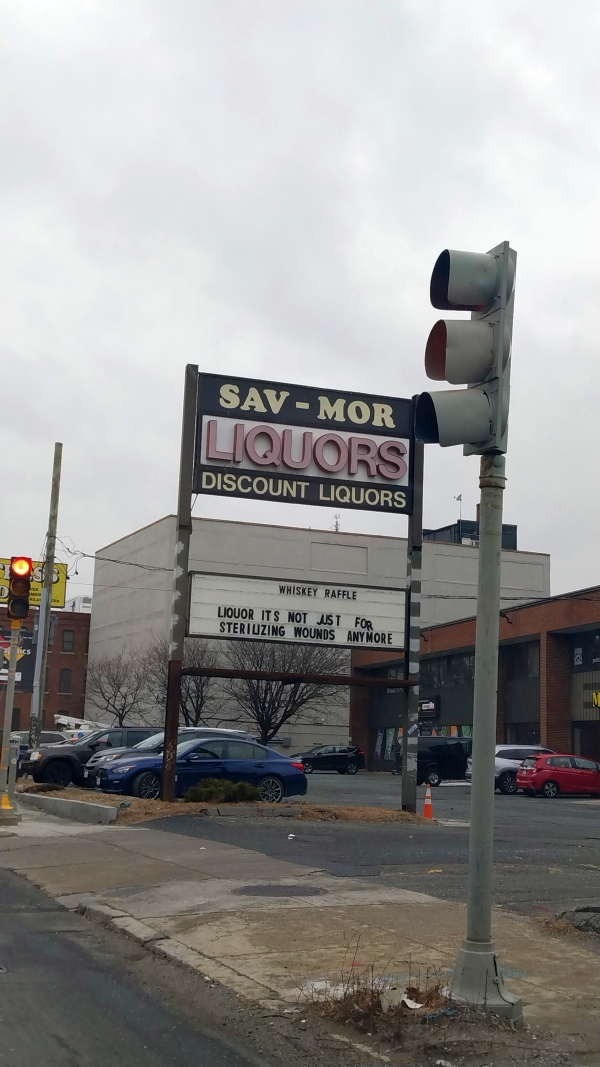 SAV-MOR
LIQUORS
DISCOUNT LIQUORS
WHISKEY RAFFLE
LIQUOR ITS NOT JUST FOR
STERILIZING WOUNDS ANYMORE